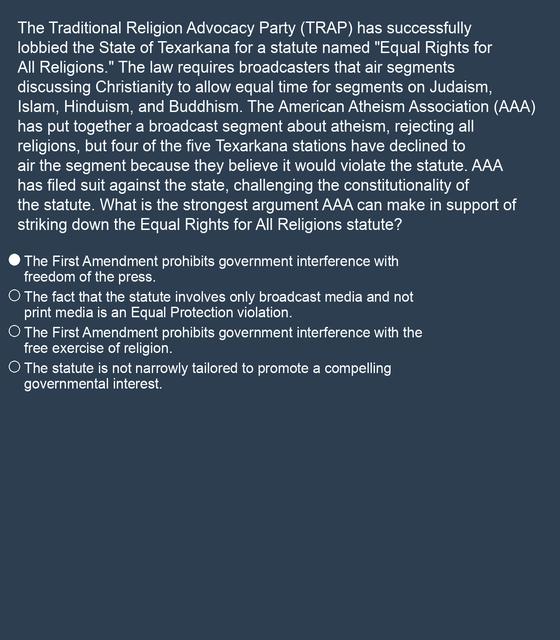 The Traditional Religion Advocacy Party (TRAP) has successfully
lobbied the State of Texarkana for a statute named "Equal Rights for
All Religions." The law requires broadcasters that air segments
discussing Christianity to allow equal time for segments on Judaism,
Islam, Hinduism, and Buddhism. The American Atheism Association (AAA)
has put together a broadcast segment about atheism, rejecting all
religions, but four of the five Texarkana stations have declined to
air the segment because they believe it would violate the statute. AAA
has filed suit against the state, challenging the constitutionality of
the statute. What is the strongest argument AAA can make in support of
striking down the Equal Rights for All Religions statute?
The First Amendment prohibits government interference with
freedom of the press.
The fact that the statute involves only broadcast media and not
print media is an Equal Protection violation.
The First Amendment prohibits government interference with the
free exercise of religion.
The statute is not narrowly tailored to promote a compelling
governmental interest.